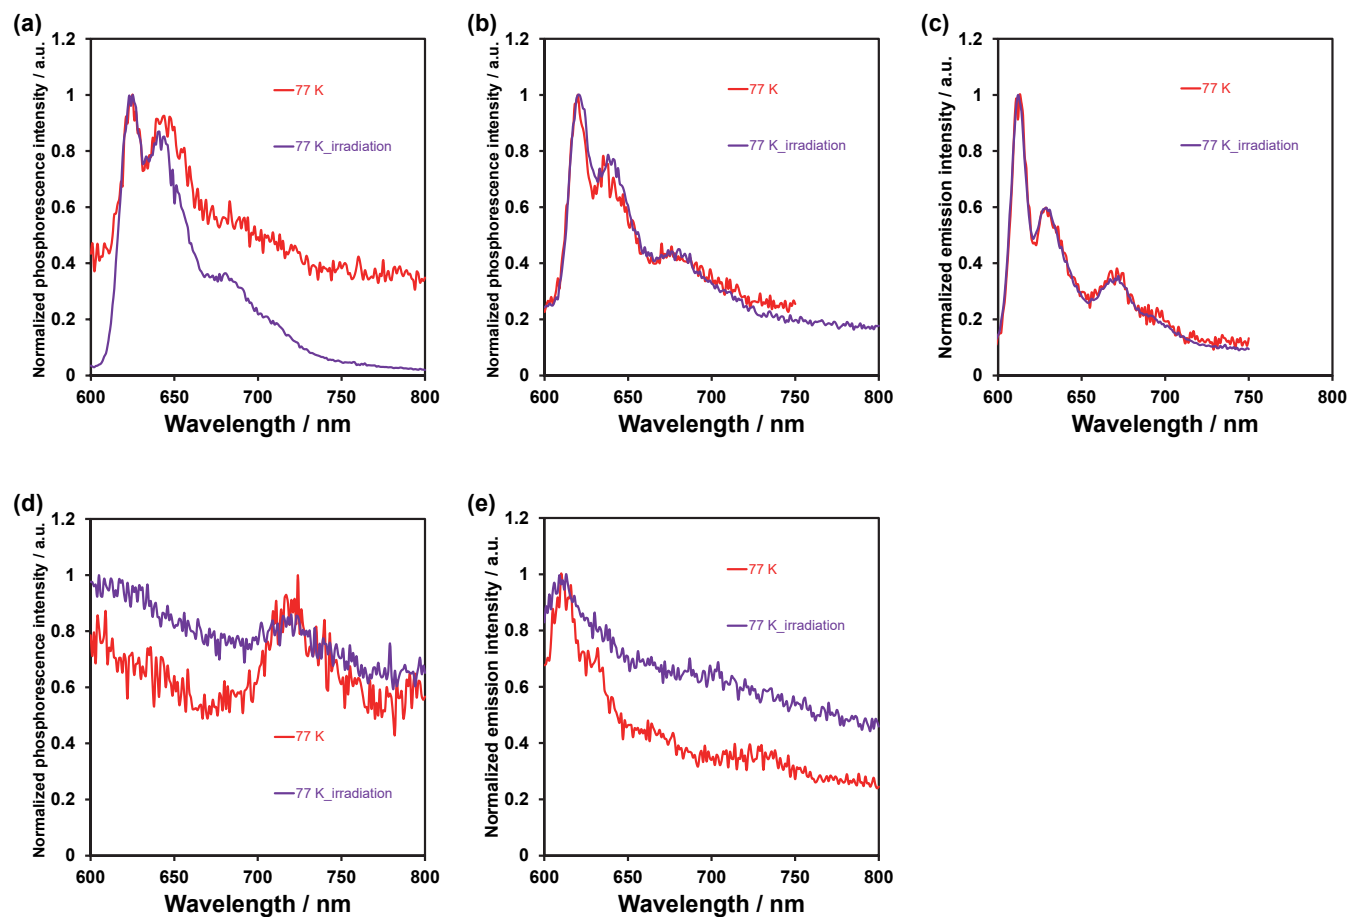 (a)
Normalized phosphorescence intensity / a.u.
1.2
1
0.8
0.6
0.4
0.2
0
600
650
700
750
800
Wavelength / nm
77 K
77 K_irradiation
(b)
Normalized phosphorescence intensity / a.u.
1.2
1
0.8
0.6
0.4
0.2
0
600
650
700
750
800
Wavelength / nm
77 K
77 K_irradiation
(c)
Normalized emission intensity / a.u.
1.2
1
0.8
0.6
0.4
0.2
0
600
650
700
750
800
Wavelength / nm
77 K
77 K_irradiation
(d)
Normalized phosphorescence intensity / a.u.
1.2
1
0.8
0.6
0.4
0.2
0
600
650
700
750
800
Wavelength / nm
77 K
77 K_irradiation
(e)
Normalized emission intensity / a.u.
1.2
1
0.8
0.6
0.4
0.2
0
600
650
700
750
800
Wavelength / nm
77 K
77 K_irradiation